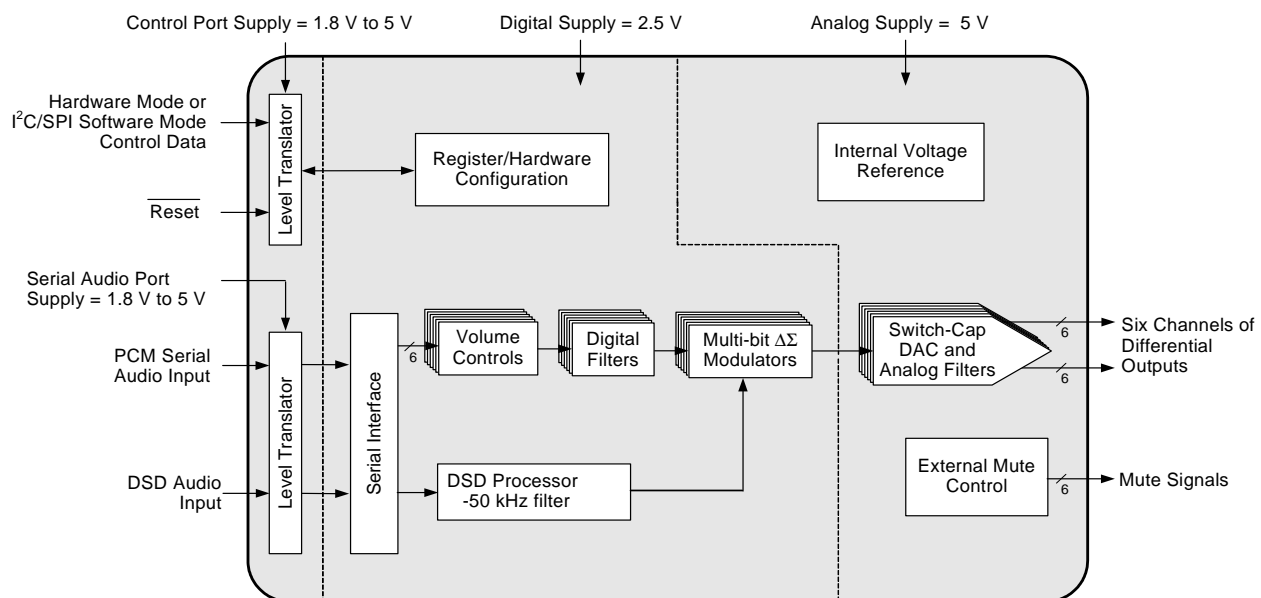 Control Port Supply = 1.8 V to 5 V
Digital Supply = 2.5 V
Analog Supply = 5 V
Hardware Mode or
I²C/SPI Software Mode
Control Data
Reset
Level Translator
Register/Hardware
Configuration
Internal Voltage
Reference
Serial Audio Port
Supply = 1.8 V to 5 V
PCM Serial
Audio Input
DSD Audio
Input
Level Translator
Serial Interface
6
Volume
Controls
Digital
Filters
Multi-bit ΔΣ
Modulators
Switch-Cap
DAC and
Analog Filters
6
6
Six Channels of
Differential
Outputs
DSD Processor
-50 kHz filter
External Mute
Control
6
Mute Signals